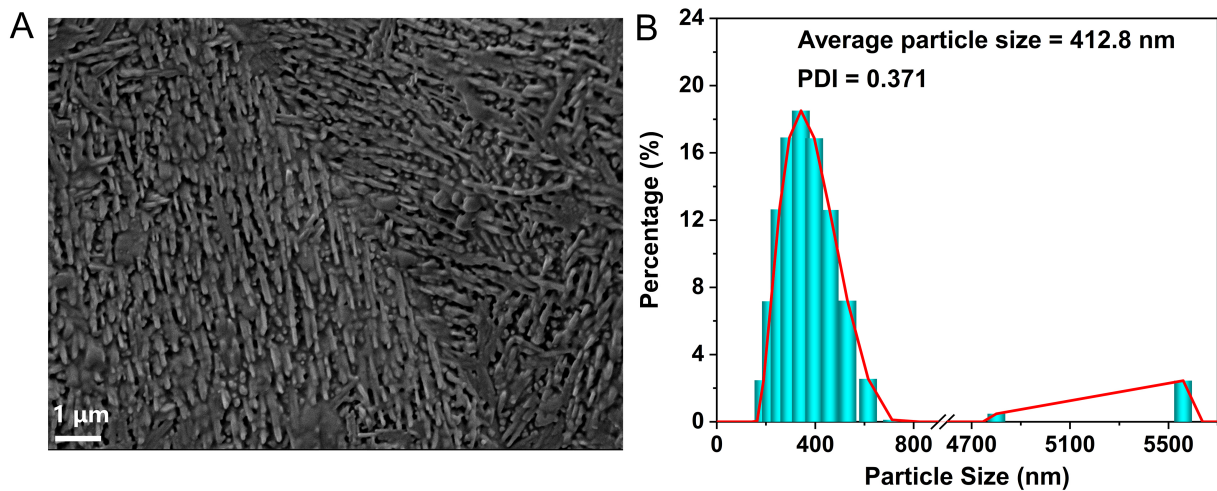 A
1 µm
B
Average particle size = 412.8 nm
PDI = 0.371
Percentage (%)
24
20
16
12
8
4
0
0 400 800 4700 5100 5500
Particle Size (nm)